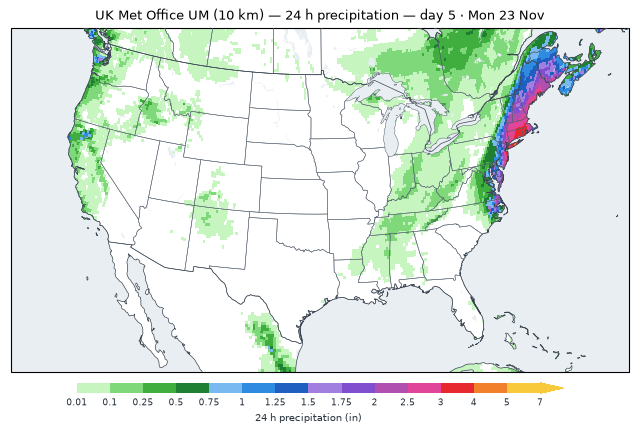 UK Met Office UM (10 km) — 24 h precipitation — day 5 · Mon 23 Nov
0.01 0.1 0.25 0.5 0.75 1 1.25 1.5 1.75 2 2.5 3 4 5 7
24 h precipitation (in)